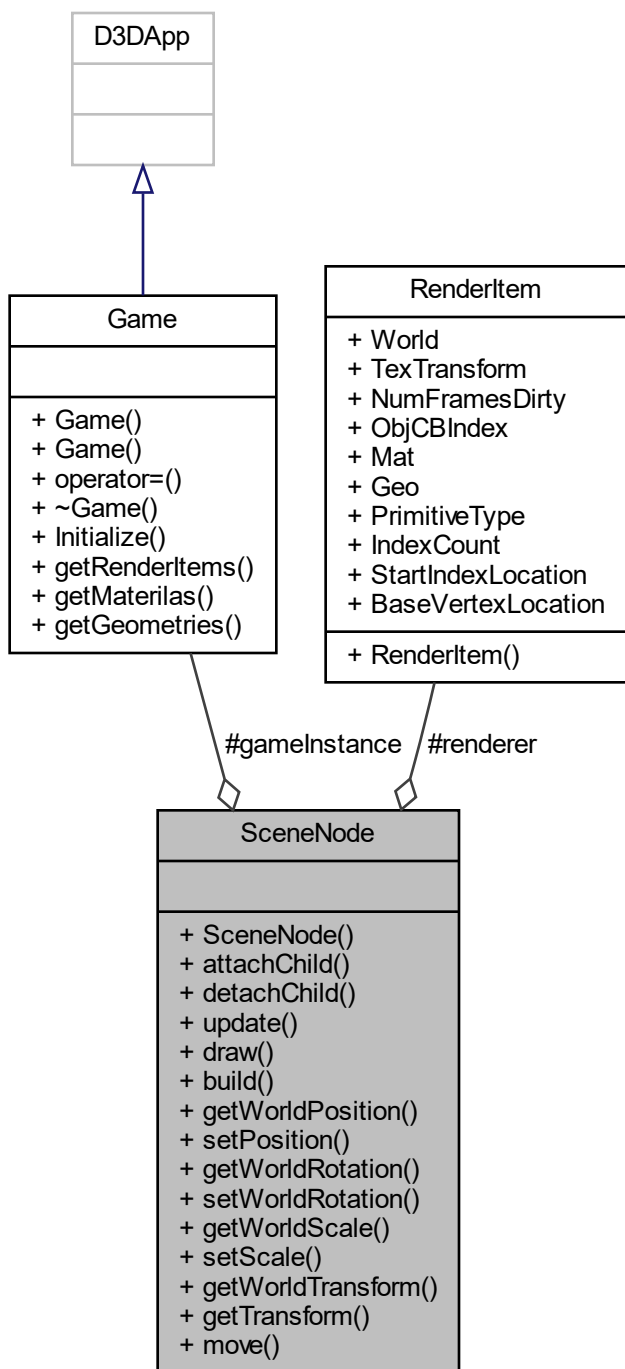 D3DApp
Game
+ Game()
+ Game()
+ operator=()
+ ~Game()
+ Initialize()
+ getRenderItems()
+ getMaterilas()
+ getGeometries()
RenderItem
+ World
+ TexTransform
+ NumFramesDirty
+ ObjCBIndex
+ Mat
+ Geo
+ PrimitiveType
+ IndexCount
+ StartIndexLocation
+ BaseVertexLocation
+ RenderItem()
#gameInstance
#renderer
SceneNode
+ SceneNode()
+ attachChild()
+ detachChild()
+ update()
+ draw()
+ build()
+ getWorldPosition()
+ setPosition()
+ getWorldRotation()
+ setWorldRotation()
+ getWorldScale()
+ setScale()
+ getWorldTransform()
+ getTransform()
+ move()